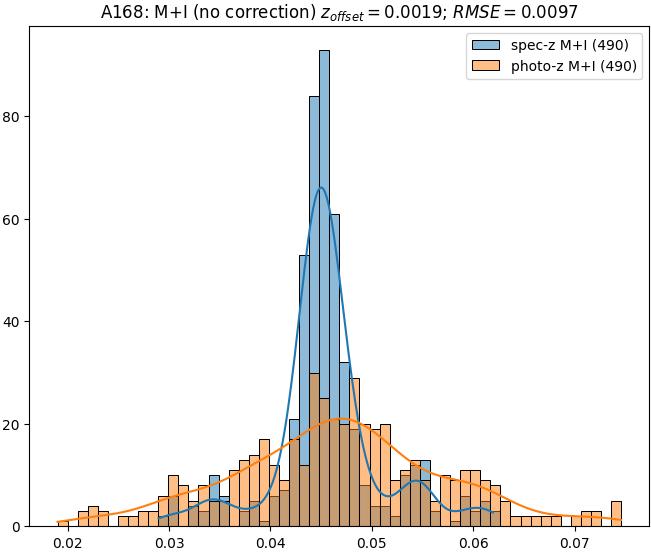 A168: M+I (no correction) z_offset = 0.0019; RMSE = 0.0097
spec-z M+I (490)
photo-z M+I (490)
80
60
40
20
0
0.02 0.03 0.04 0.05 0.06 0.07